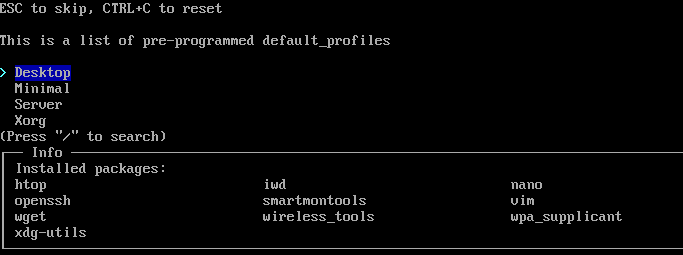 ESC to skip, CTRL+C to reset
This is a list of pre-programmed default_profiles
> Desktop
Minimal
Server
Xorg
(Press "/" to search)
Info
Installed packages:
htop iwd nano
openssh smartmontools vim
wget wireless_tools wpa_supplicant
xdg-utils